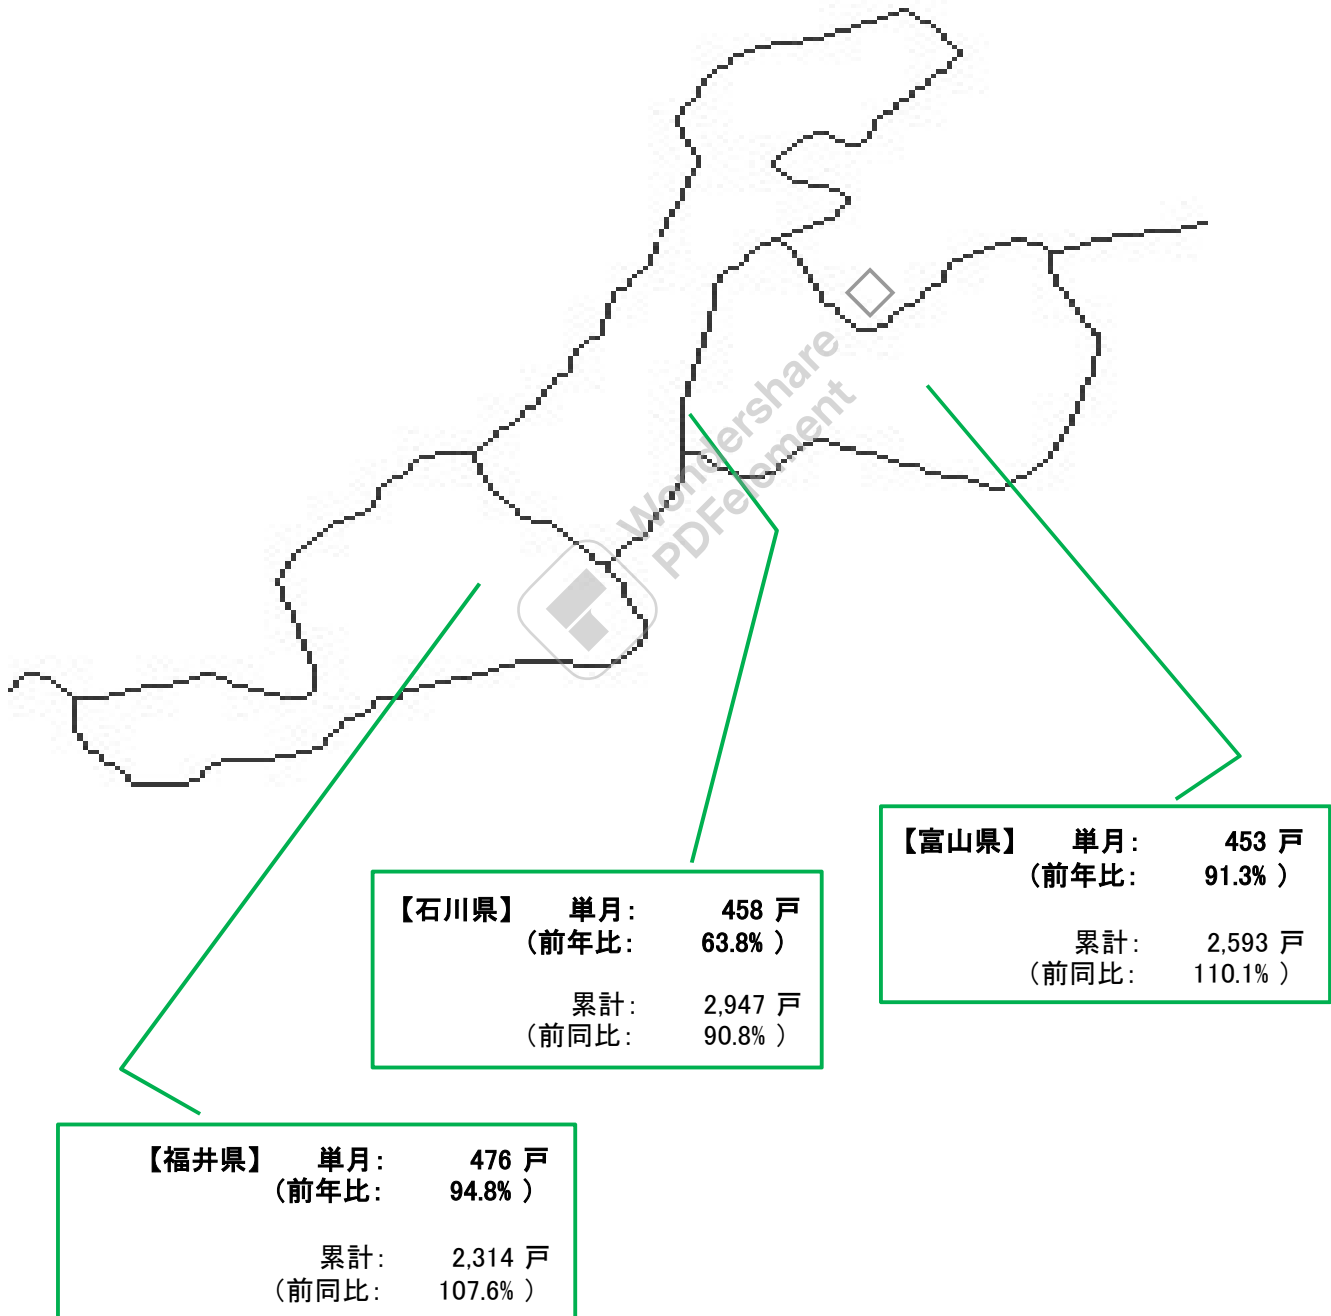 Wondershare
PDFelement
【富山県】 単月： 453 戸
（前年比： 91.3% ）
累計： 2,593 戸
（前同比： 110.1% ）
【石川県】 単月： 458 戸
（前年比： 63.8% ）
累計： 2,947 戸
（前同比： 90.8% ）
【福井県】 単月： 476 戸
（前年比： 94.8% ）
累計： 2,314 戸
（前同比： 107.6% ）